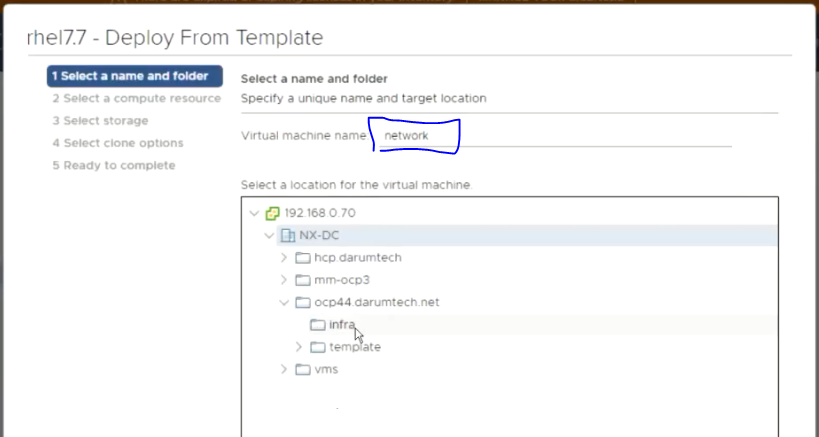 rhel7.7 - Deploy From Template
1 Select a name and folder
2 Select a compute resource
3 Select storage
4 Select clone options
5 Ready to complete
Select a name and folder
Specify a unique name and target location
Virtual machine name
network
Select a location for the virtual machine.
192.168.0.70
NX-DC
hcp.darumtech
mm-ocp3
ocp44.darumtech.net
infra
template
vms